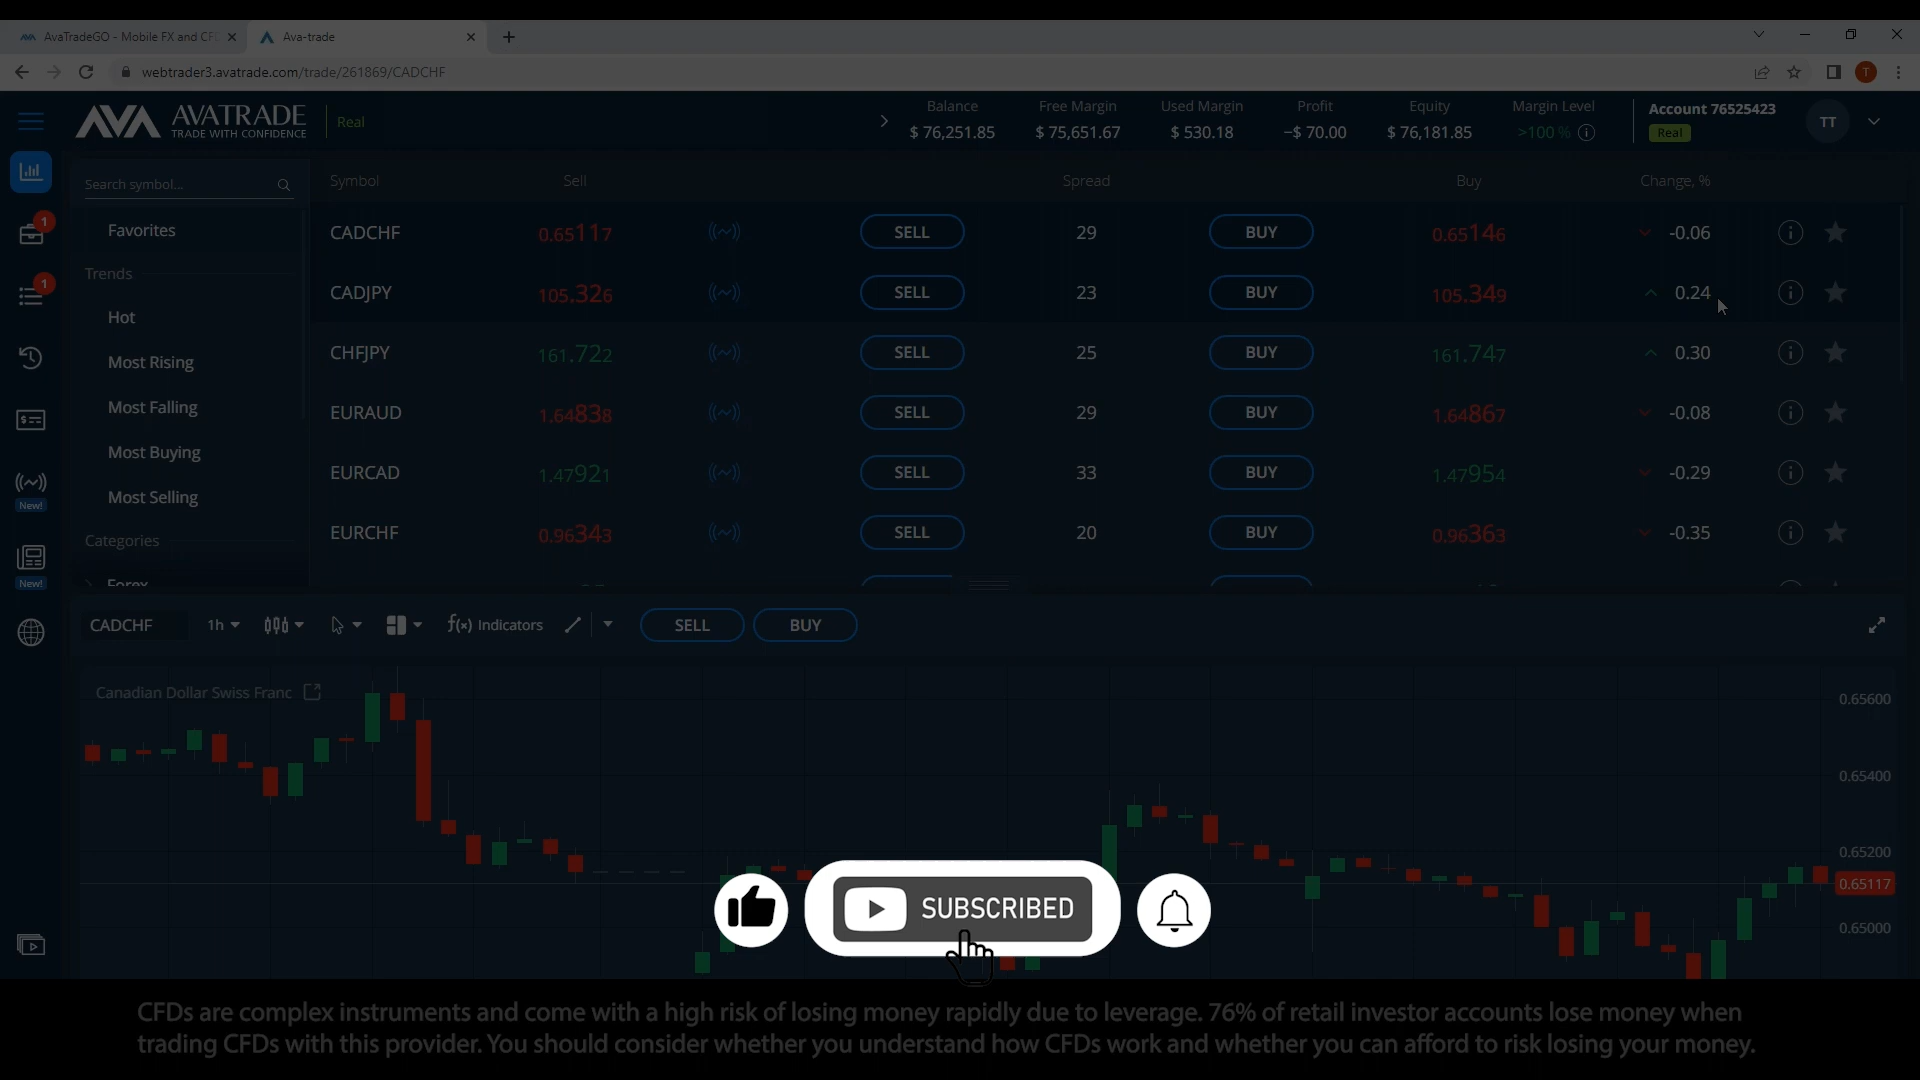 AvaTradeGO - Mobile FX and CFD
Ava-trade
webtrader3.avatrade.com/trade/261869/CADCHF
T
AVA AVATRADE
TRADE WITH CONFIDENCE
Real
Balance Free Margin Used Margin Profit Equity Margin Level
$ 76,251.85 $ 75,651.67 $ 530.18 −$ 70.00 $ 76,181.85 >100 %
Account 76525423
Real
TT
Search symbol...
Symbol Sell Spread Buy Change, %
1
Favorites
CADCHF 0.65117 SELL 29 BUY 0.65146 -0.06
Trends
1
CADJPY 105.326 SELL 23 BUY 105.349 0.24
Hot
CHFJPY 161.722 SELL 25 BUY 161.747 0.30
Most Rising
Most Falling
EURAUD 1.64838 SELL 29 BUY 1.64867 -0.08
Most Buying
EURCAD 1.47921 SELL 33 BUY 1.47954 -0.29
Most Selling
New!
EURCHF 0.96343 SELL 20 BUY 0.96363 -0.35
Categories
Forex
New!
CADCHF 1h f(x) Indicators SELL BUY
Canadian Dollar Swiss Franc
0.65600
0.65400
0.65200
0.65117
0.65000
SUBSCRIBED
CFDs are complex instruments and come with a high risk of losing money rapidly due to leverage. 76% of retail investor accounts lose money when
trading CFDs with this provider. You should consider whether you understand how CFDs work and whether you can afford to risk losing your money.